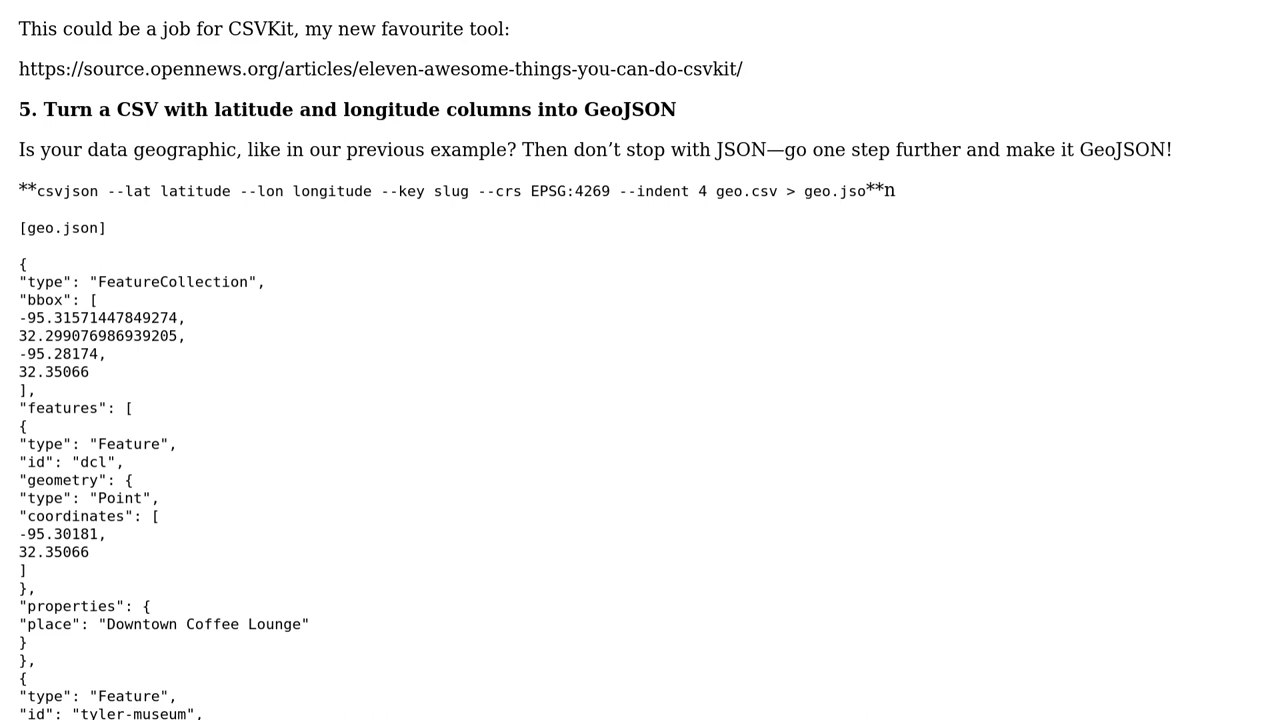 This could be a job for CSVKit, my new favourite tool:
https://source.opennews.org/articles/eleven-awesome-things-you-can-do-csvkit/
5. Turn a CSV with latitude and longitude columns into GeoJSON
Is your data geographic, like in our previous example? Then don’t stop with JSON—go one step further and make it GeoJSON!
**csvjson --lat latitude --lon longitude --key slug --crs EPSG:4269 --indent 4 geo.csv > geo.jso**n
[geo.json]
{
"type": "FeatureCollection",
"bbox": [
-95.31571447849274,
32.299076986939205,
-95.28174,
32.35066
],
"features": [
{
"type": "Feature",
"id": "dcl",
"geometry": {
"type": "Point",
"coordinates": [
-95.30181,
32.35066
]
},
"properties": {
"place": "Downtown Coffee Lounge"
}
},
{
"type": "Feature",
"id": "tyler-museum",